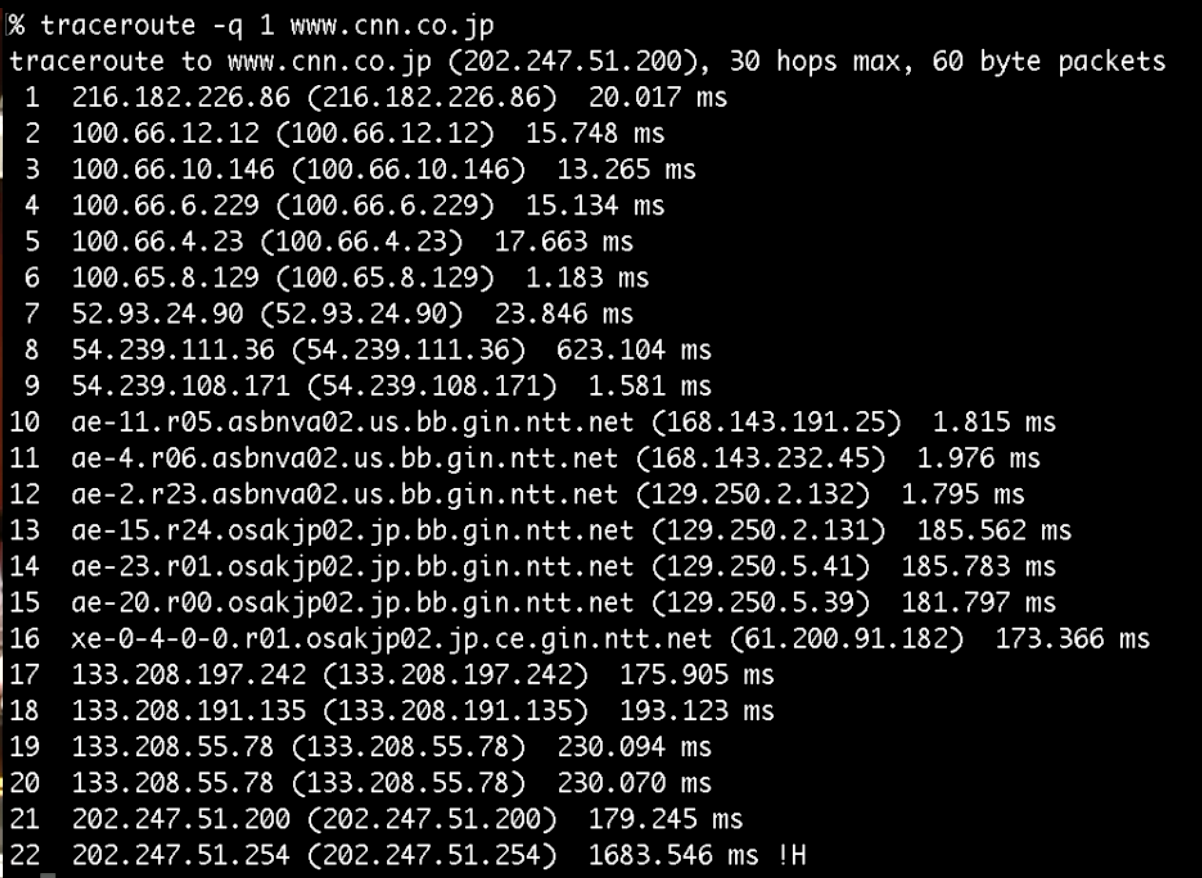 % traceroute -q 1 www.cnn.co.jp
traceroute to www.cnn.co.jp (202.247.51.200), 30 hops max, 60 byte packets
 1  216.182.226.86 (216.182.226.86)  20.017 ms
 2  100.66.12.12 (100.66.12.12)  15.748 ms
 3  100.66.10.146 (100.66.10.146)  13.265 ms
 4  100.66.6.229 (100.66.6.229)  15.134 ms
 5  100.66.4.23 (100.66.4.23)  17.663 ms
 6  100.65.8.129 (100.65.8.129)  1.183 ms
 7  52.93.24.90 (52.93.24.90)  23.846 ms
 8  54.239.111.36 (54.239.111.36)  623.104 ms
 9  54.239.108.171 (54.239.108.171)  1.581 ms
10  ae-11.r05.asbnva02.us.bb.gin.ntt.net (168.143.191.25)  1.815 ms
11  ae-4.r06.asbnva02.us.bb.gin.ntt.net (168.143.232.45)  1.976 ms
12  ae-2.r23.asbnva02.us.bb.gin.ntt.net (129.250.2.132)  1.795 ms
13  ae-15.r24.osakjp02.jp.bb.gin.ntt.net (129.250.2.131)  185.562 ms
14  ae-23.r01.osakjp02.jp.bb.gin.ntt.net (129.250.5.41)  185.783 ms
15  ae-20.r00.osakjp02.jp.bb.gin.ntt.net (129.250.5.39)  181.797 ms
16  xe-0-4-0-0.r01.osakjp02.jp.ce.gin.ntt.net (61.200.91.182)  173.366 ms
17  133.208.197.242 (133.208.197.242)  175.905 ms
18  133.208.191.135 (133.208.191.135)  193.123 ms
19  133.208.55.78 (133.208.55.78)  230.094 ms
20  133.208.55.78 (133.208.55.78)  230.070 ms
21  202.247.51.200 (202.247.51.200)  179.245 ms
22  202.247.51.254 (202.247.51.254)  1683.546 ms !H